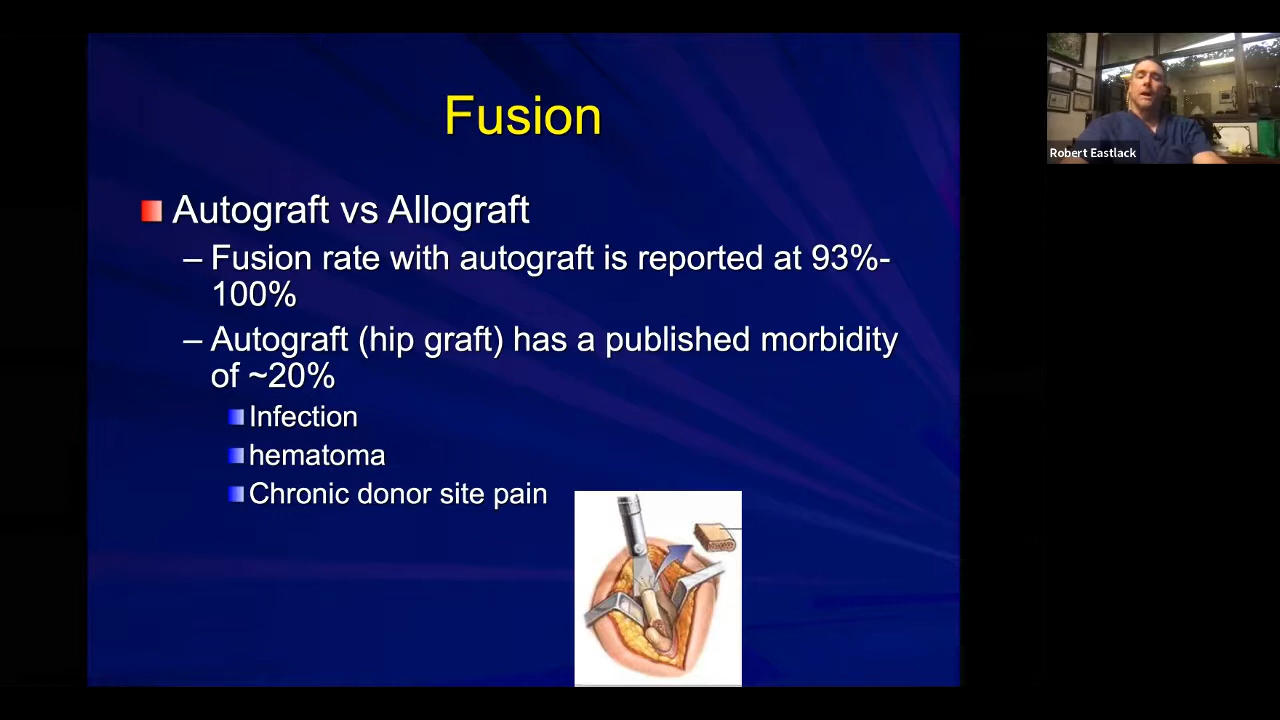 Fusion
Autograft vs Allograft
– Fusion rate with autograft is reported at 93%-
100%
– Autograft (hip graft) has a published morbidity
of ~20%
Infection
hematoma
Chronic donor site pain
Robert Eastlack